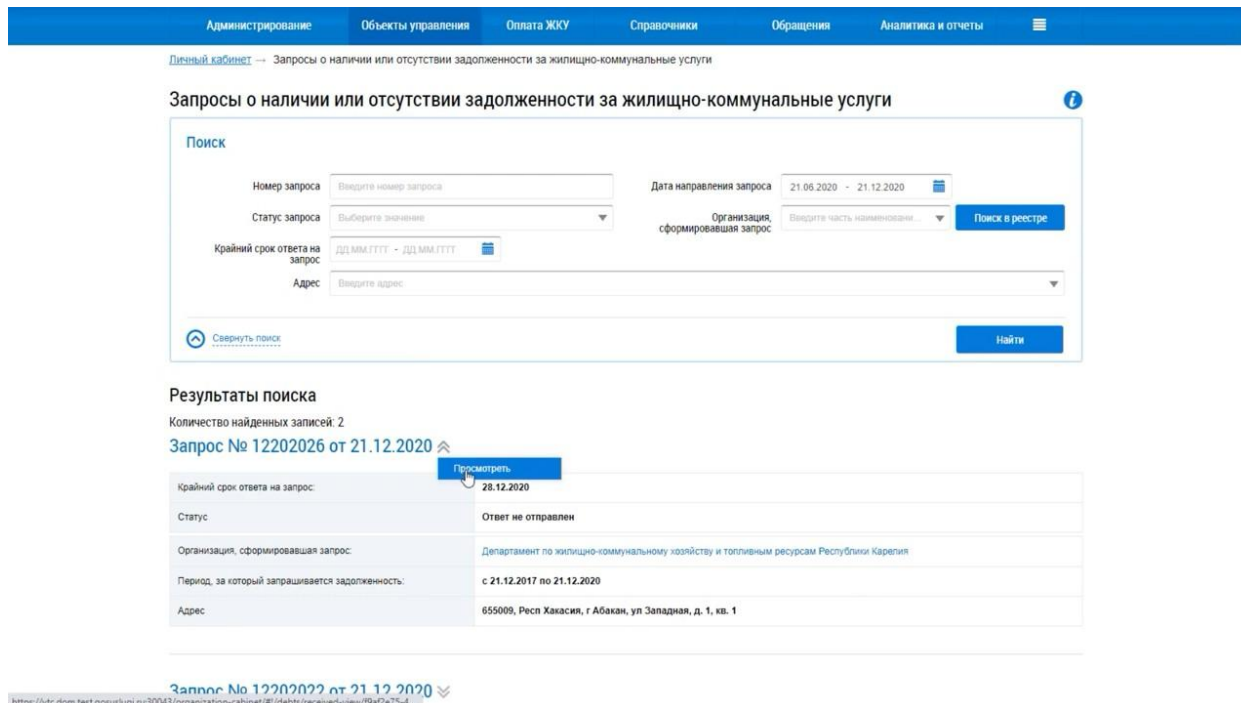 Администрирование Объекты управления Оплата ЖКУ Справочники Обращения Аналитика и отчеты
Личный кабинет → Запросы о наличии или отсутствии задолженности за жилищно-коммунальные услуги
Запросы о наличии или отсутствии задолженности за жилищно-коммунальные услуги
Поиск
Номер запроса Введите номер запроса Дата направления запроса 21.06.2020 - 21.12.2020
Статус запроса Выберите значение Организация, сформировавшая запрос Введите часть наименовани... Поиск в реестре
Крайний срок ответа на запрос ДД.ММ.ГГГГ - ДД.ММ.ГГГГ
Адрес Введите адрес
Свернуть поиск Найти
Результаты поиска
Количество найденных записей: 2
Запрос № 12202026 от 21.12.2020
Просмотреть
Крайний срок ответа на запрос: 28.12.2020
Статус Ответ не отправлен
Организация, сформировавшая запрос: Департамент по жилищно-коммунальному хозяйству и топливным ресурсам Республики Карелия
Период, за который запрашивается задолженность: с 21.12.2017 по 21.12.2020
Адрес 655009, Респ Хакасия, г Абакан, ул Западная, д. 1, кв. 1
Запрос № 12202022 от 21.12.2020